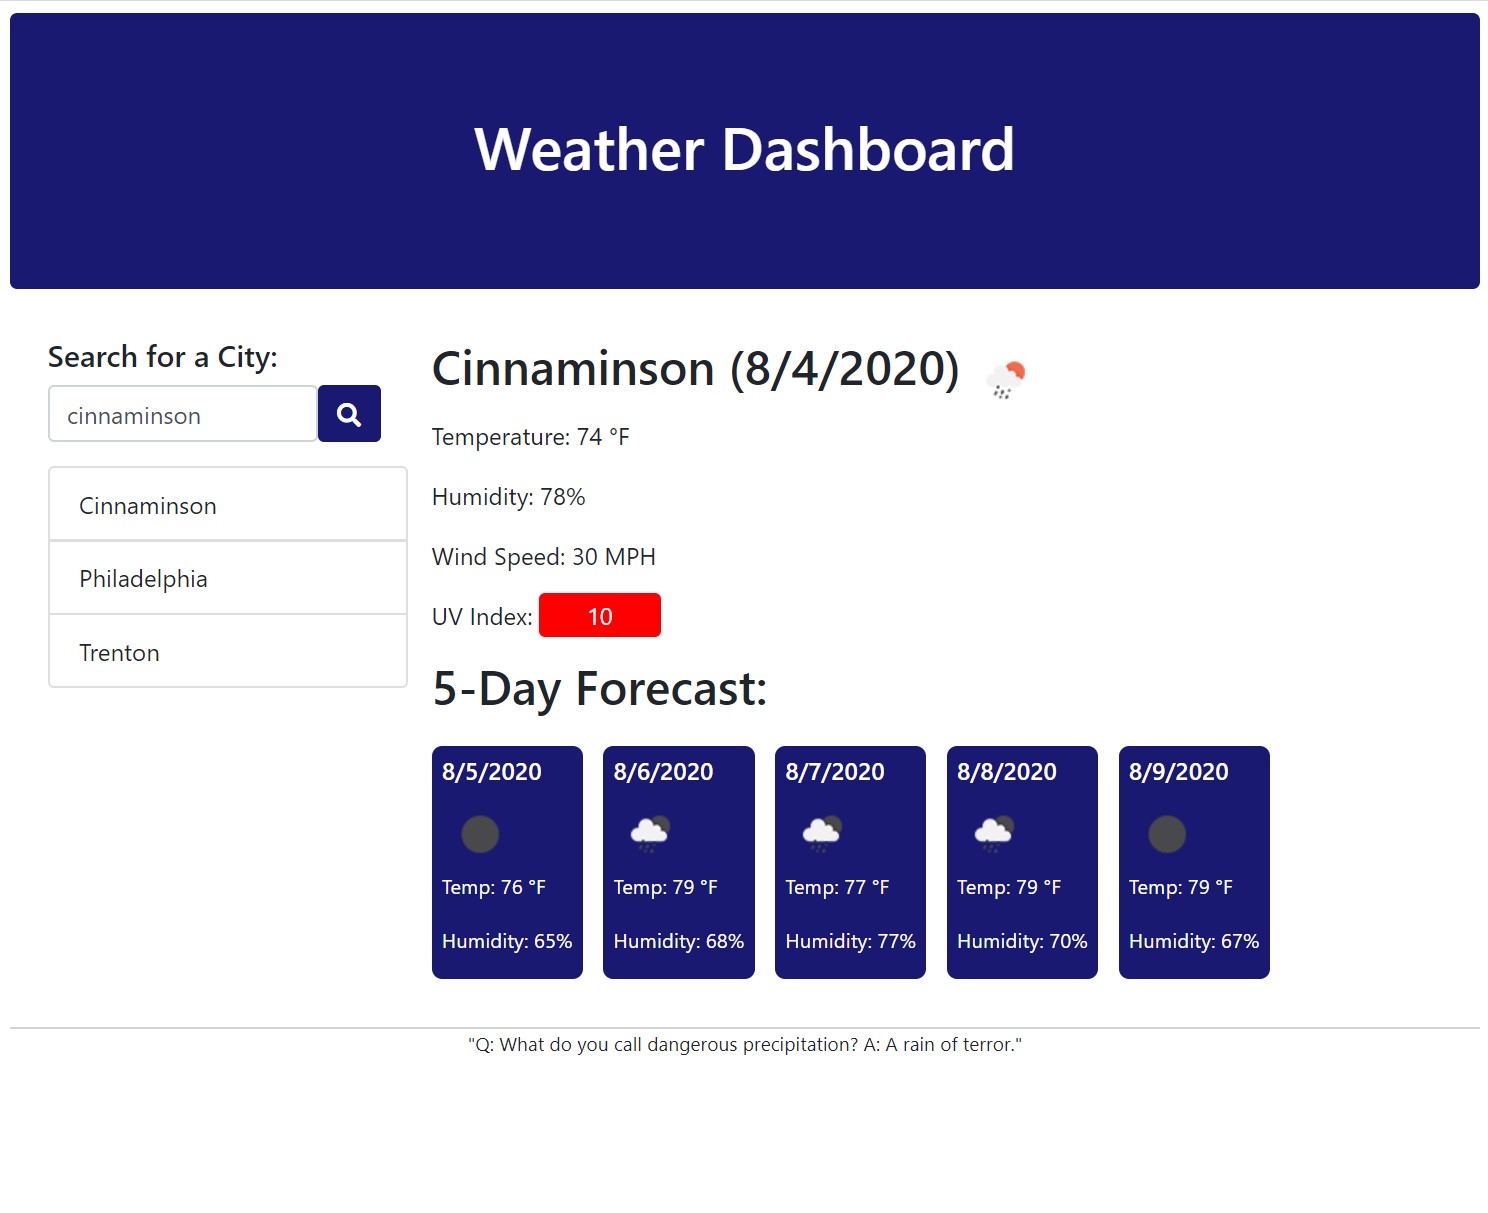 Weather Dashboard
Search for a City:
cinnaminson
Cinnaminson
Philadelphia
Trenton
Cinnaminson (8/4/2020)
Temperature: 74 °F
Humidity: 78%
Wind Speed: 30 MPH
UV Index: 10
5-Day Forecast:
8/5/2020
Temp: 76 °F
Humidity: 65%
8/6/2020
Temp: 79 °F
Humidity: 68%
8/7/2020
Temp: 77 °F
Humidity: 77%
8/8/2020
Temp: 79 °F
Humidity: 70%
8/9/2020
Temp: 79 °F
Humidity: 67%
"Q: What do you call dangerous precipitation? A: A rain of terror."